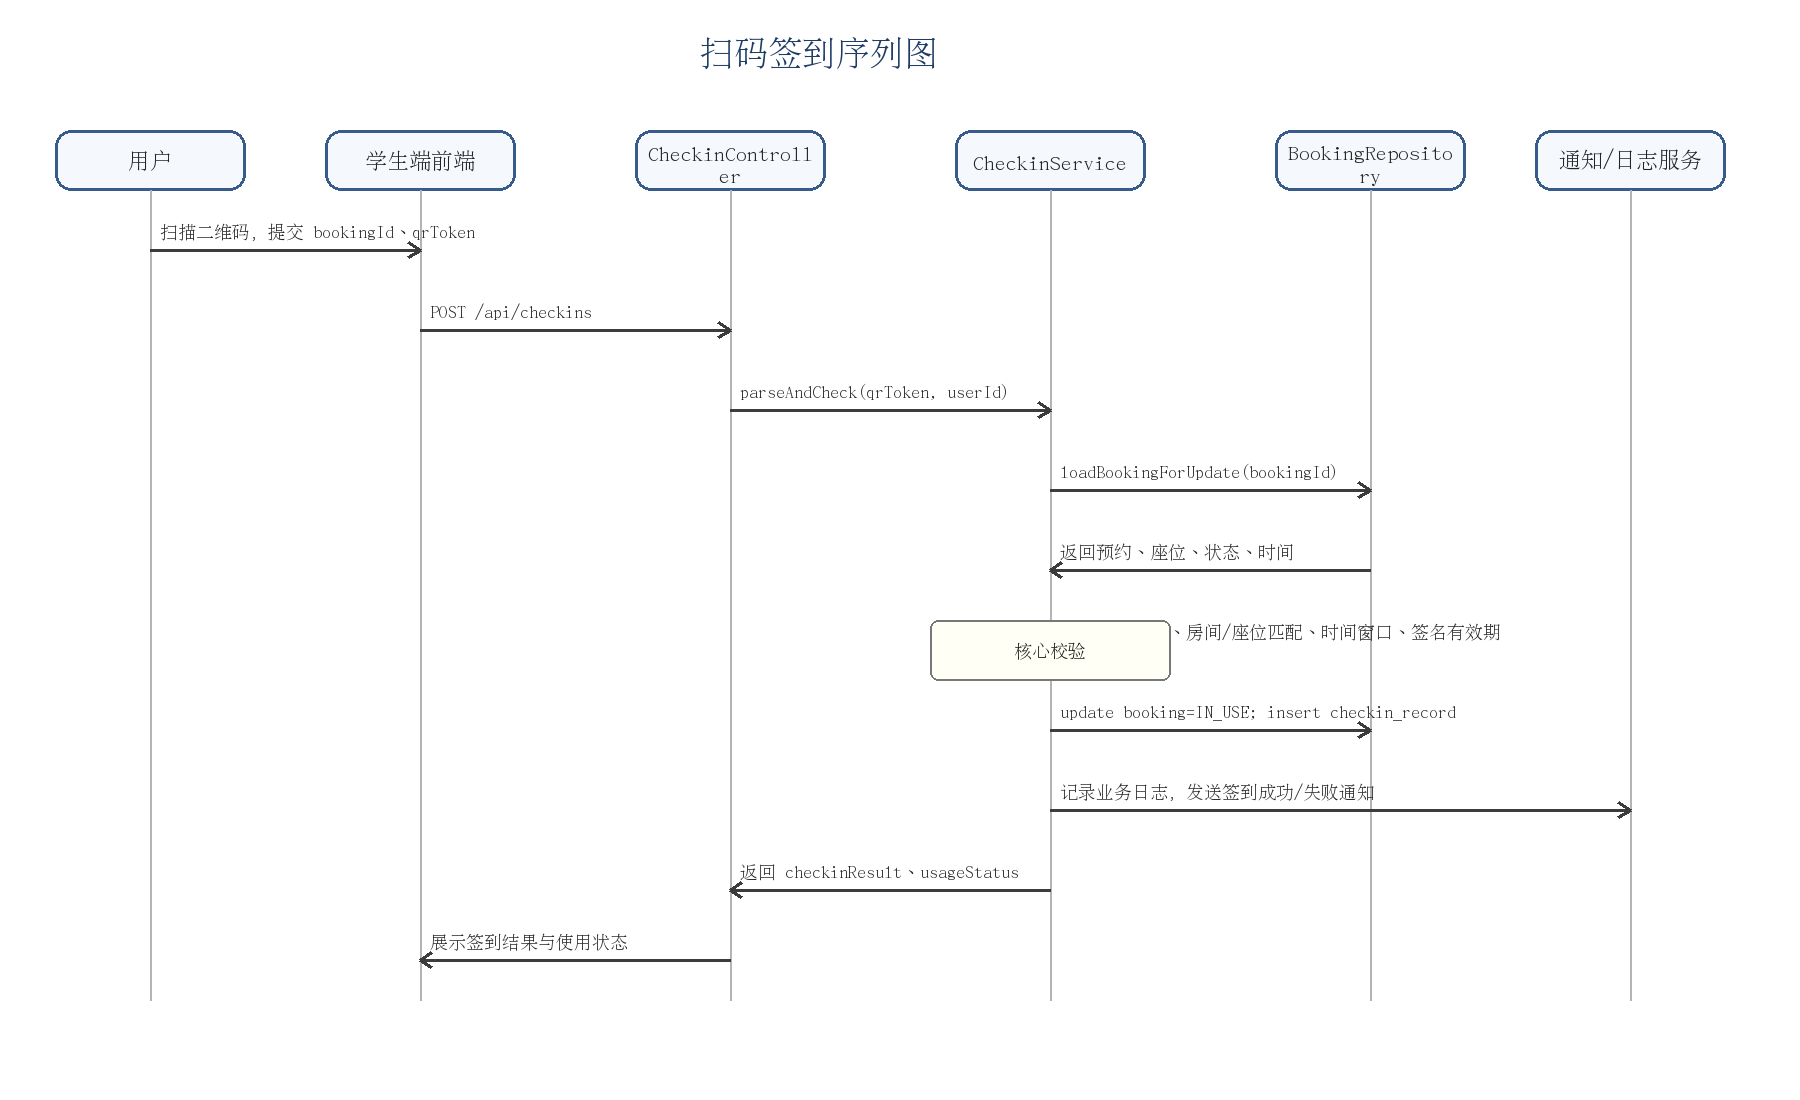 扫码签到序列图
用户
学生端前端
CheckinControll
er
CheckinService
BookingReposito
ry
通知/日志服务
扫描二维码，提交 bookingId、qrToken
POST /api/checkins
parseAndCheck(qrToken, userId)
loadBookingForUpdate(bookingId)
返回预约、座位、状态、时间
、房间/座位匹配、时间窗口、签名有效期
核心校验
update booking=IN_USE; insert checkin_record
记录业务日志，发送签到成功/失败通知
返回 checkinResult、usageStatus
展示签到结果与使用状态